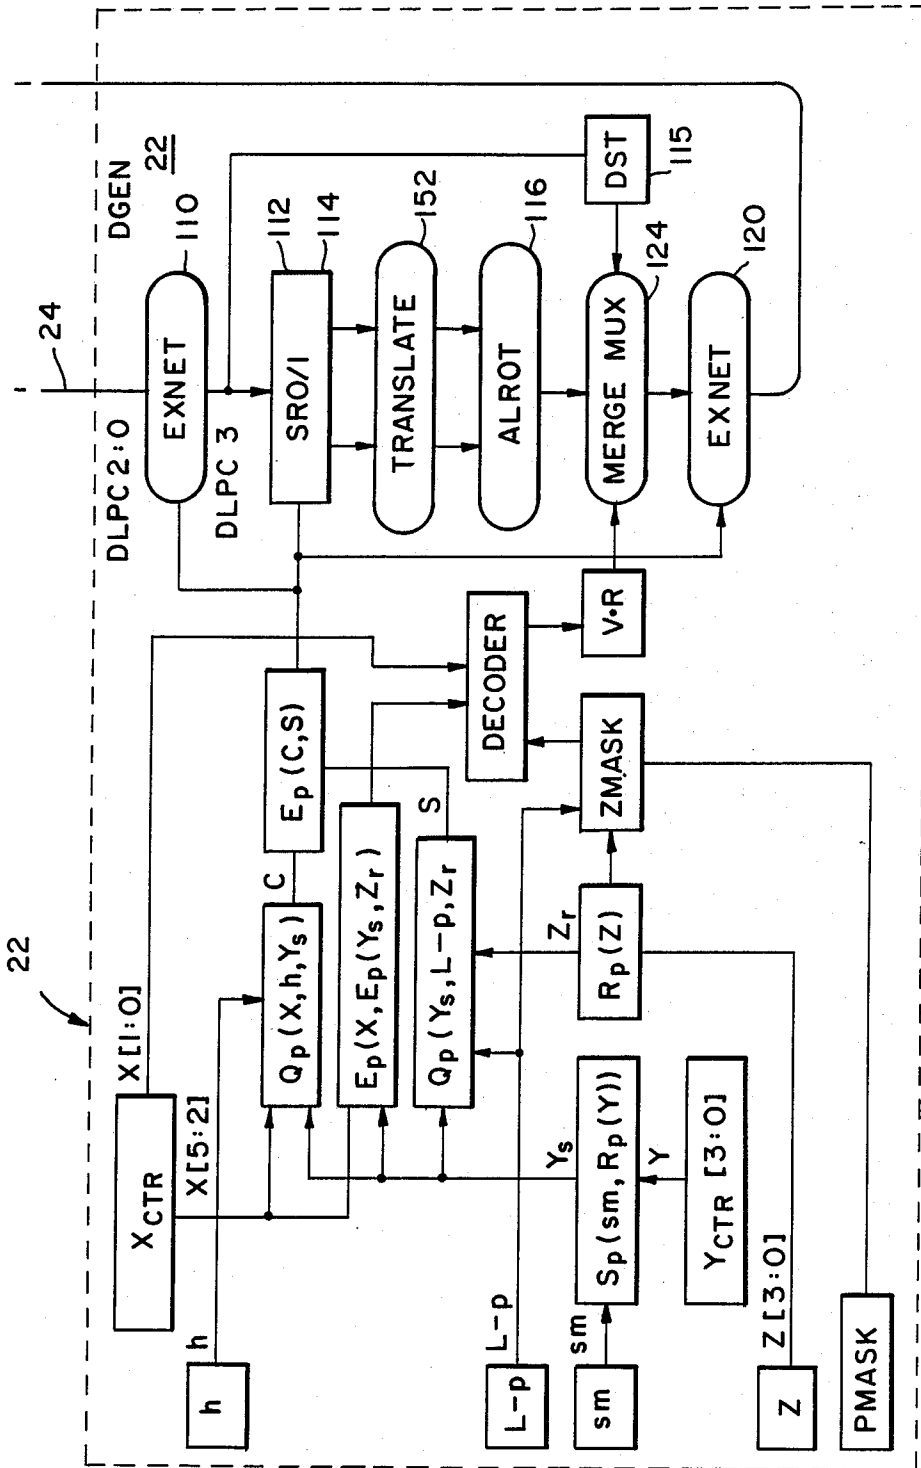 22
DGEN
22
24
DLPC 2:0
EXNET
110
DLPC 3
X CTR
X[1:0]
X[5:2]
h
h
Qp(X,h,Ys)
C
Ep(C,S)
SRO/1
112
114
Ep(X,Ep(Ys,Zr)
S
Qp(Ys,L-p,Zr
TRANSLATE
152
L-p
L-p
Ys
Zr
DECODER
ALROT
116
sm
sm
Sp(sm,Rp(Y))
Y
YCTR [3:0]
Rp(Z)
ZMASK
V•R
MERGE MUX
124
DST
115
Z
Z[3:0]
PMASK
EXNET
120